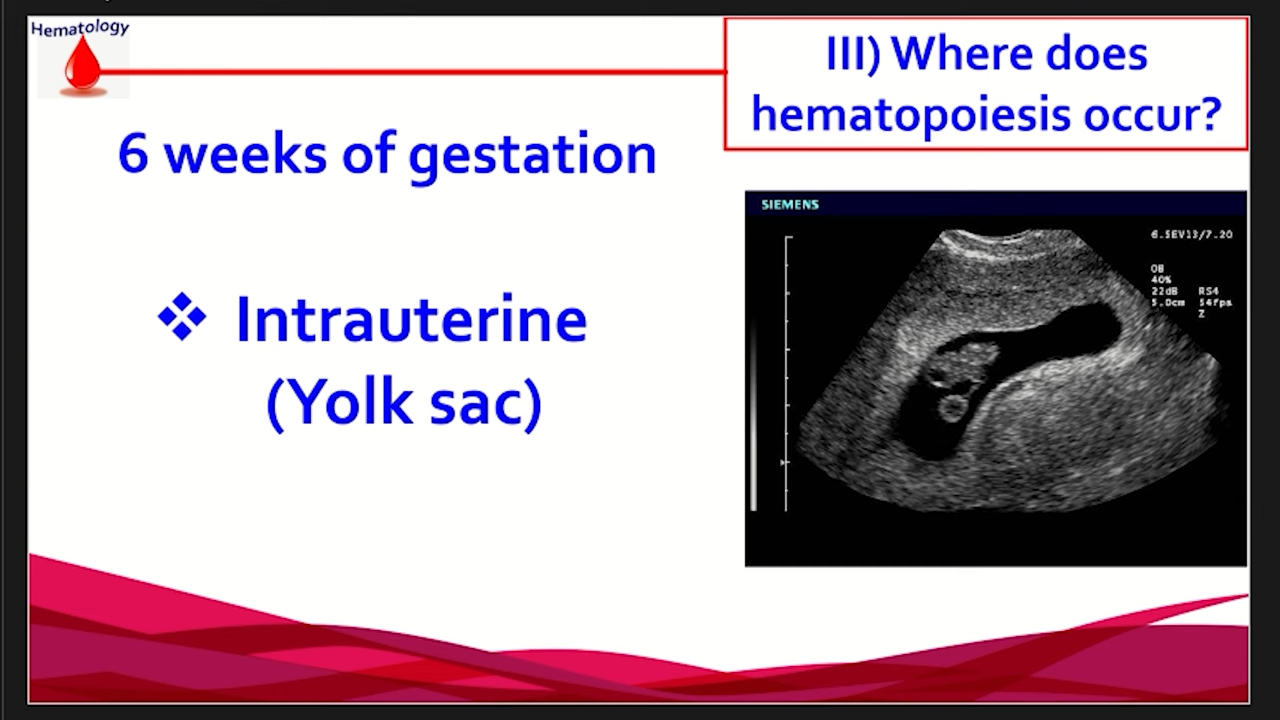 Hematology
III) Where does
hematopoiesis occur?
6 weeks of gestation
❖ Intrauterine
(Yolk sac)
SIEMENS
6.5EV13/7.20
OB
40%
22dB RS4
5.0cm 54fps
Z